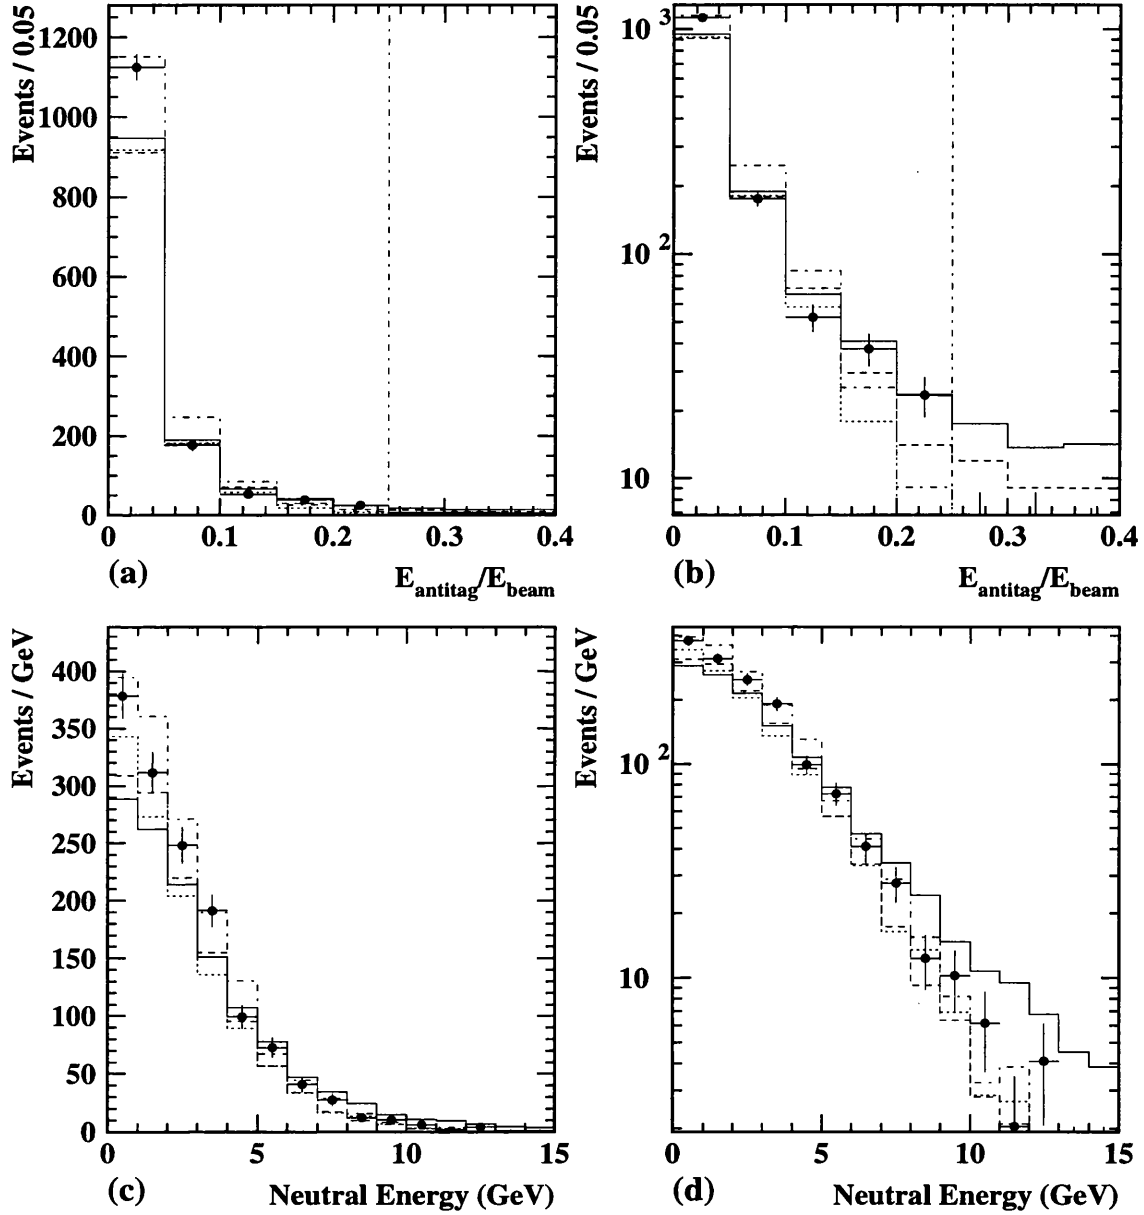 Events / 0.05
1200
1000
800
600
400
200
0
0 0.1 0.2 0.3 0.4
(a) E_antitag/E_beam
Events / 0.05
10^3
10^2
10
0 0.1 0.2 0.3 0.4
(b) E_antitag/E_beam
Events / GeV
400
350
300
250
200
150
100
50
0
0 5 10 15
(c) Neutral Energy (GeV)
Events / GeV
10^2
10
0 5 10 15
(d) Neutral Energy (GeV)